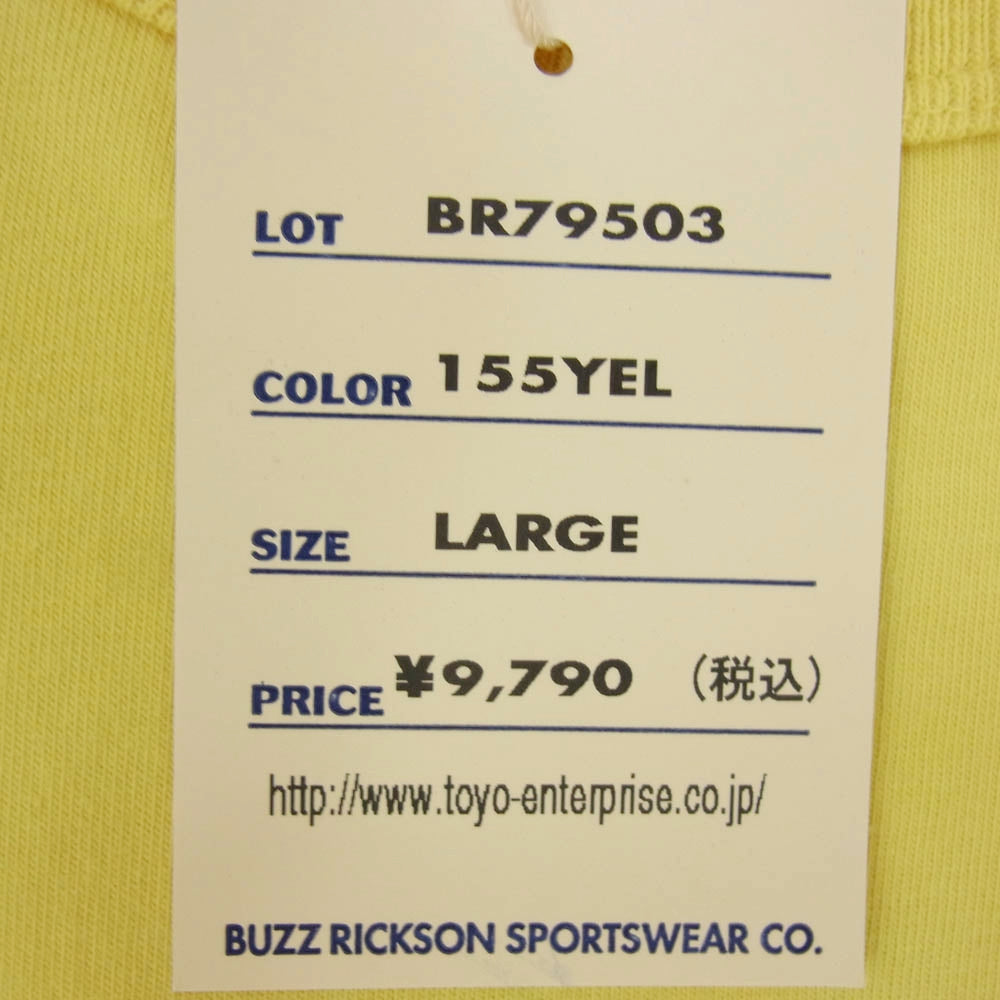 LOT BR79503
COLOR 155YEL
SIZE LARGE
PRICE ¥9,790 （税込）
http://www.toyo-enterprise.co.jp/
BUZZ RICKSON SPORTSWEAR CO.